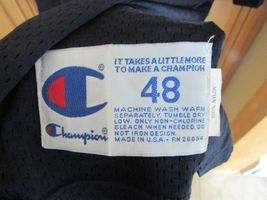 IT TAKES A LITTLE MORE
TO MAKE A CHAMPION
48
Champion
MACHINE WASH WARM
SEPARATELY. TUMBLE DRY
LOW. ONLY NON-CHLORINE
BLEACH WHEN NEEDED. DO
NOT IRON DESIGN.
MADE IN U.S.A. - RN 26094